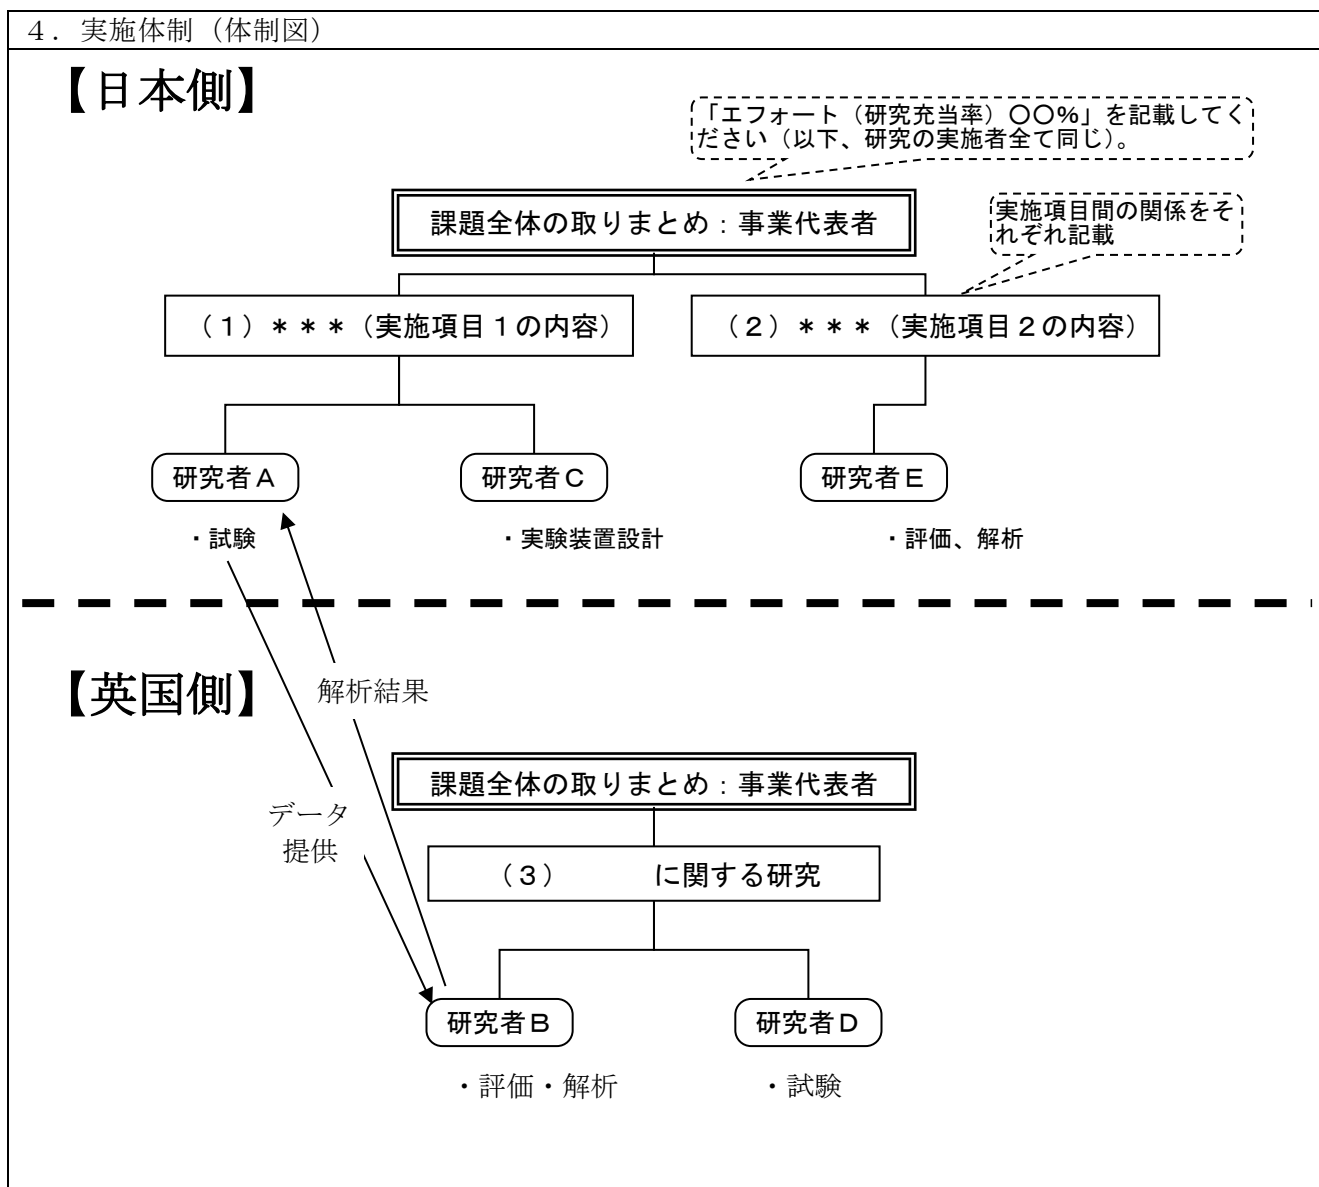 ４．実施体制（体制図）
【日本側】
「エフォート（研究充当率）〇〇%」を記載してく
ださい（以下、研究の実施者全て同じ）。
課題全体の取りまとめ：事業代表者
実施項目間の関係をそ
れぞれ記載
（１）＊＊＊（実施項目１の内容）
（２）＊＊＊（実施項目２の内容）
研究者Ａ
研究者Ｃ
研究者Ｅ
・試験
・実験装置設計
・評価、解析
【英国側】
解析結果
課題全体の取りまとめ：事業代表者
データ
提供
（３）　　　に関する研究
研究者Ｂ
研究者Ｄ
・評価・解析
・試験